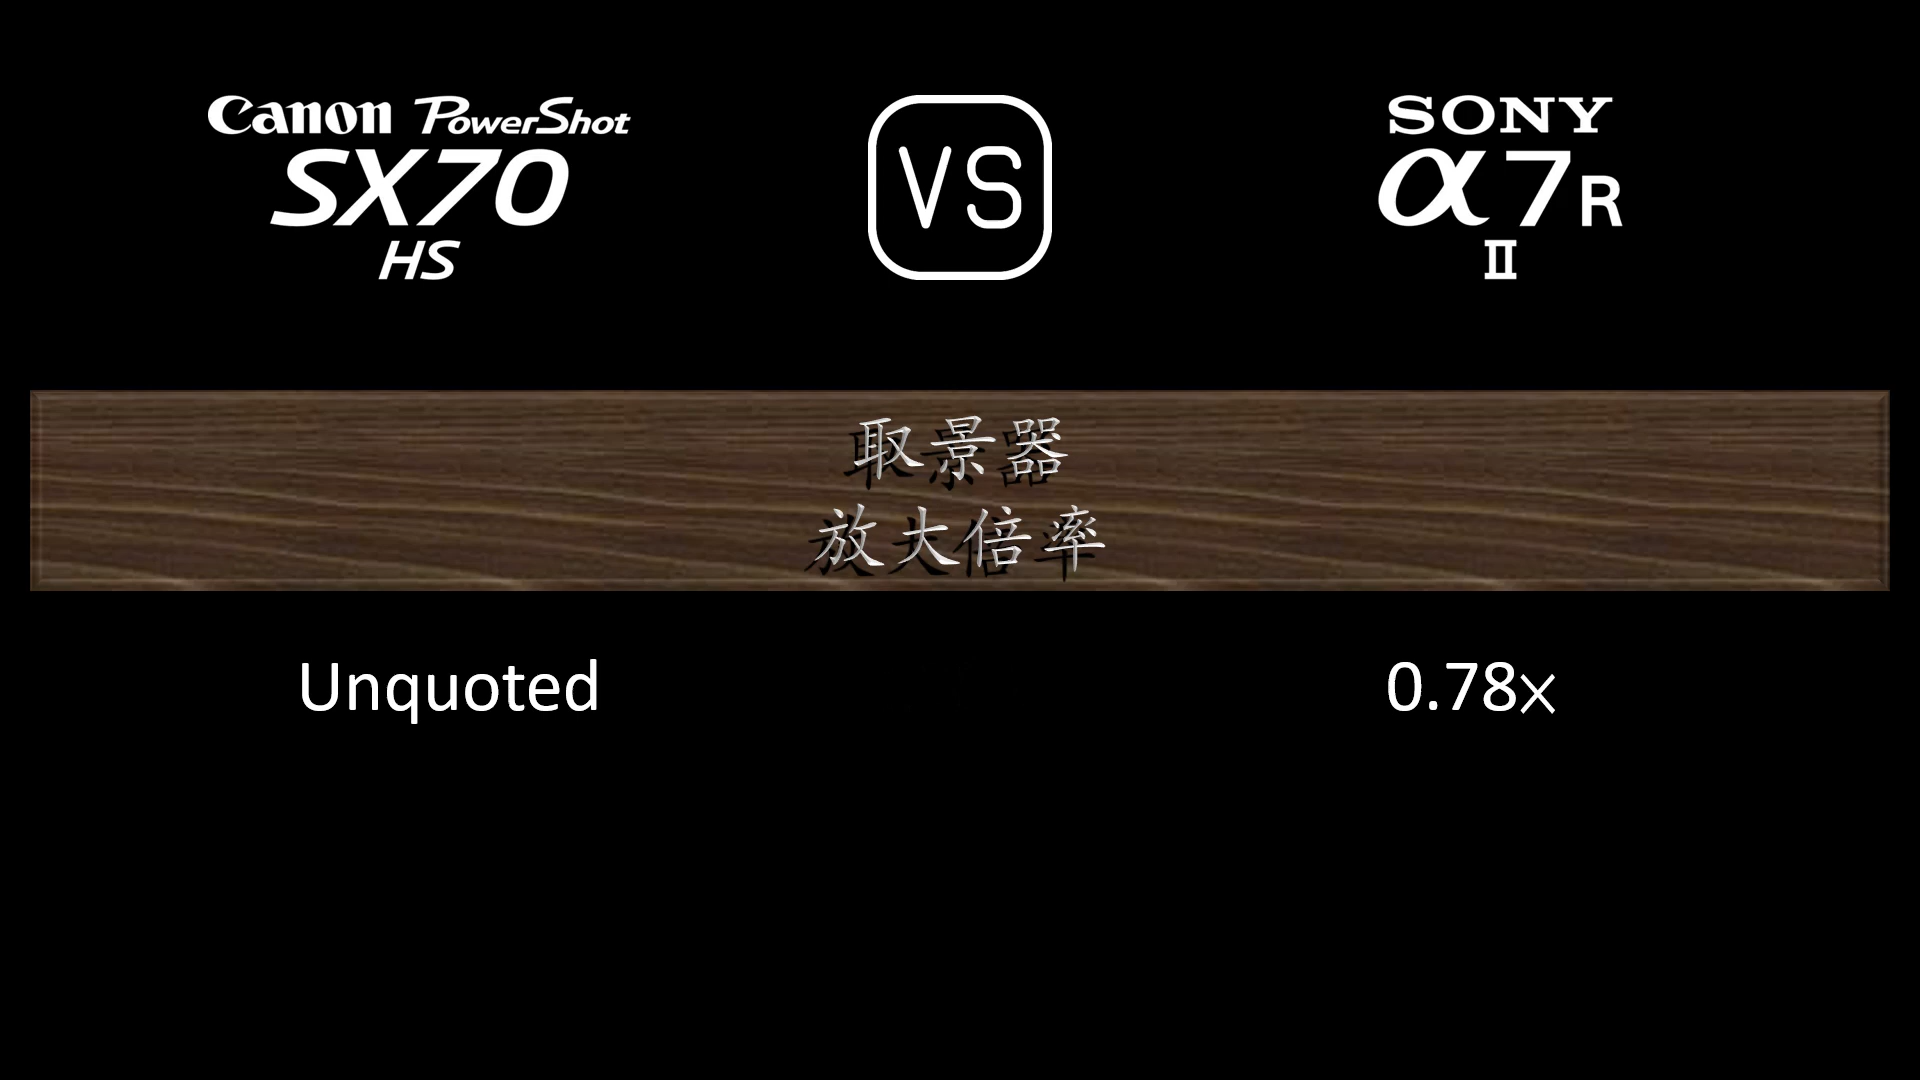 Canon PowerShot
SX70
HS
VS
SONY
α7R
II
取景器
放大倍率
Unquoted
0.78x